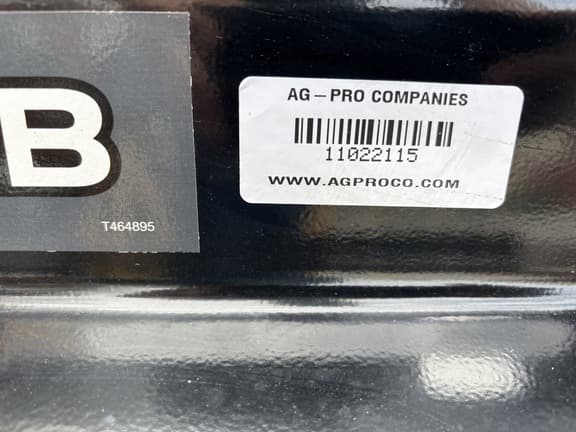 B
T464895
AG-PRO COMPANIES
11022115
WWW.AGPROCO.COM